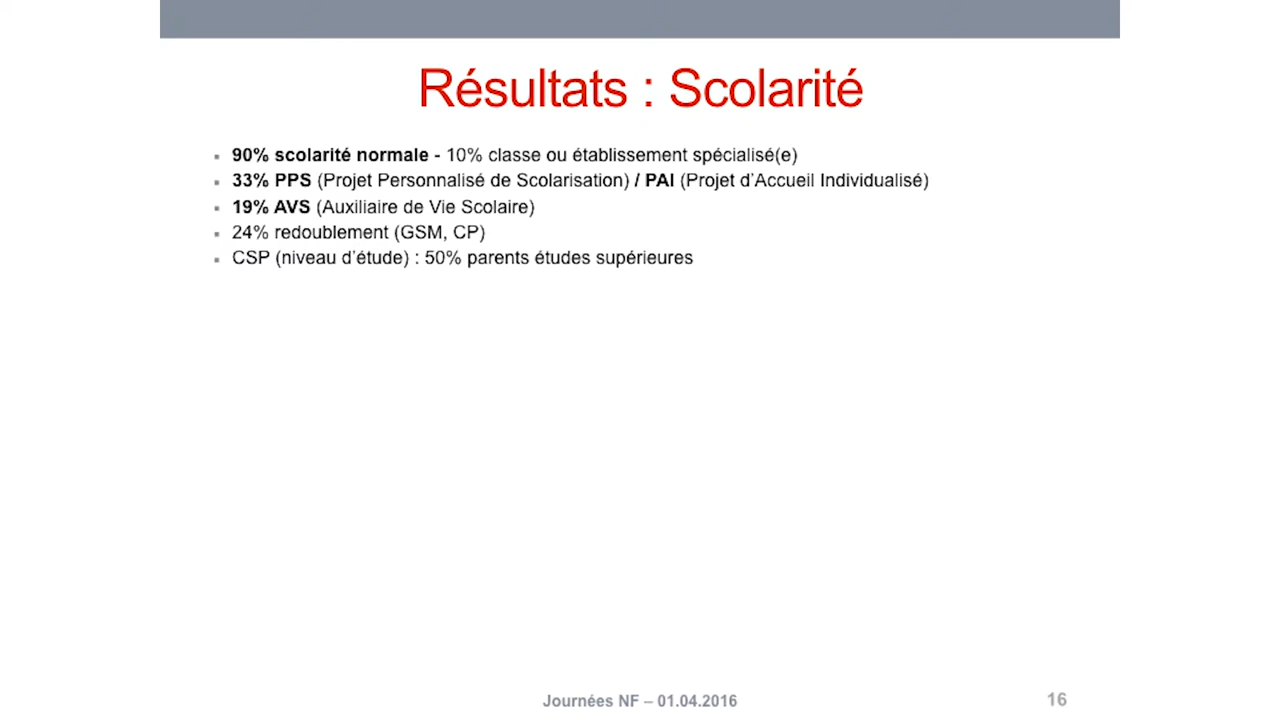 Résultats : Scolarité
90% scolarité normale - 10% classe ou établissement spécialisé(e)
33% PPS (Projet Personnalisé de Scolarisation) / PAI (Projet d’Accueil Individualisé)
19% AVS (Auxiliaire de Vie Scolaire)
24% redoublement (GSM, CP)
CSP (niveau d’étude) : 50% parents études supérieures
Journées NF – 01.04.2016
16